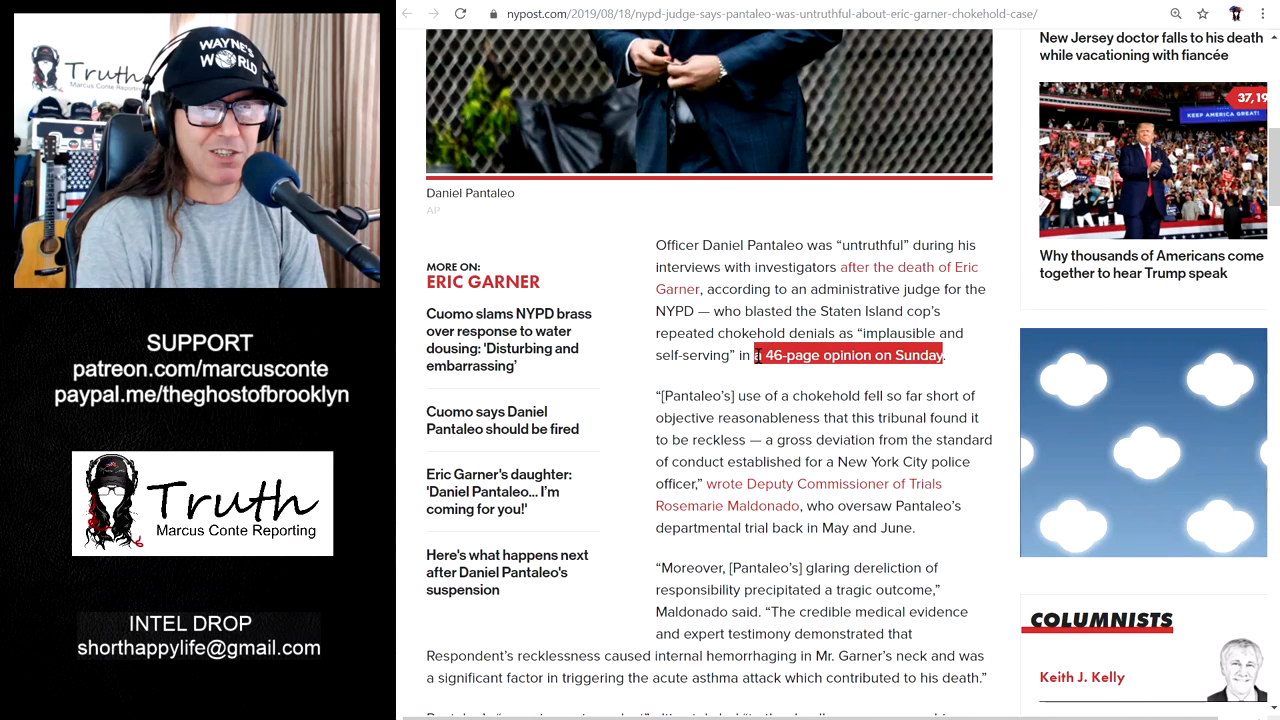 nypost.com/2019/08/18/nypd-judge-says-pantaleo-was-untruthful-about-eric-garner-chokehold-case/
Truth
Marcus Conte Reporting
WAYNE'S
WORLD
SUPPORT
patreon.com/marcusconte
paypal.me/theghostofbrooklyn
Truth
Marcus Conte Reporting
INTEL DROP
shorthappylife@gmail.com
Daniel Pantaleo
AP
MORE ON:
ERIC GARNER
Cuomo slams NYPD brass
over response to water
dousing: 'Disturbing and
embarrassing'
Cuomo says Daniel
Pantaleo should be fired
Eric Garner's daughter:
'Daniel Pantaleo... I'm
coming for you!'
Here's what happens next
after Daniel Pantaleo's
suspension
Officer Daniel Pantaleo was “untruthful” during his
interviews with investigators after the death of Eric
Garner, according to an administrative judge for the
NYPD — who blasted the Staten Island cop’s
repeated chokehold denials as “implausible and
self-serving” in a 46-page opinion on Sunday.
“[Pantaleo’s] use of a chokehold fell so far short of
objective reasonableness that this tribunal found it
to be reckless — a gross deviation from the standard
of conduct established for a New York City police
officer,” wrote Deputy Commissioner of Trials
Rosemarie Maldonado, who oversaw Pantaleo’s
departmental trial back in May and June.
“Moreover, [Pantaleo’s] glaring dereliction of
responsibility precipitated a tragic outcome,”
Maldonado said. “The credible medical evidence
and expert testimony demonstrated that
Respondent’s recklessness caused internal hemorrhaging in Mr. Garner’s neck and was
a significant factor in triggering the acute asthma attack which contributed to his death.”
New Jersey doctor falls to his death
while vacationing with fiancée
37,19
KEEP AMERICA GREAT!
Why thousands of Americans come
together to hear Trump speak
COLUMNISTS
Keith J. Kelly